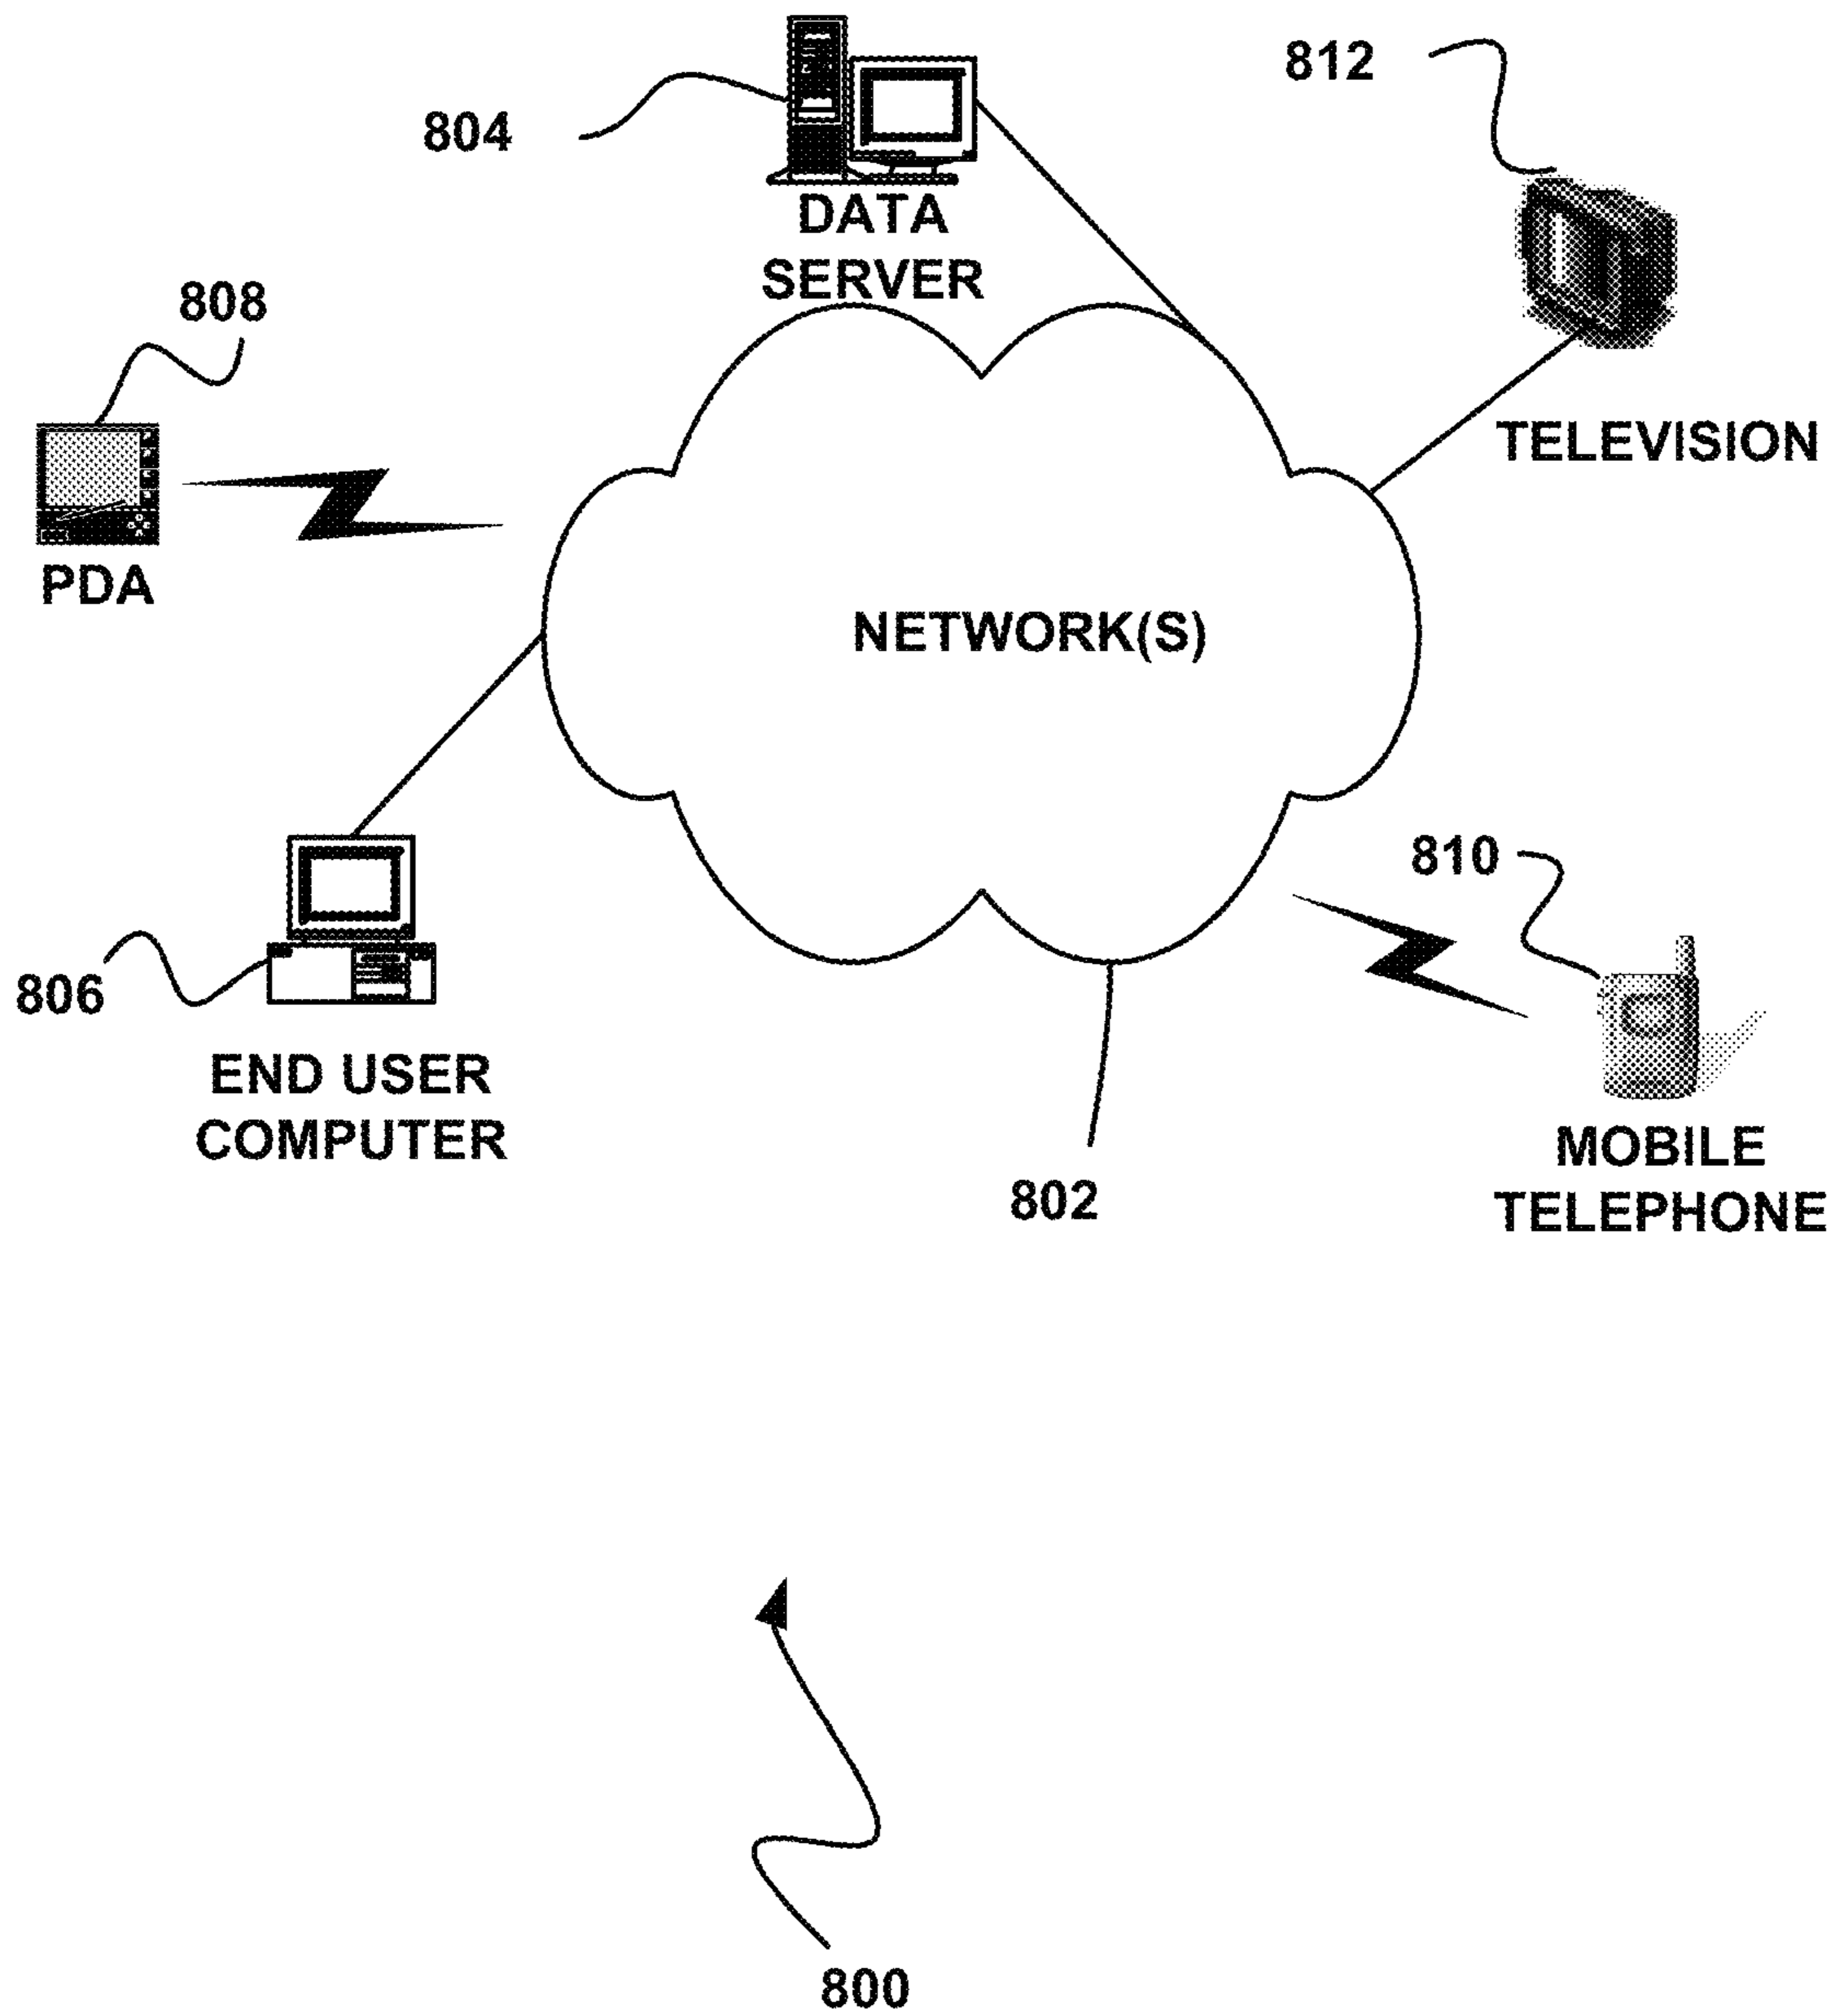 812
804
DATA
SERVER
808
TELEVISION
PDA
NETWORK(S)
810
806
END USER
COMPUTER
MOBILE
TELEPHONE
802
800